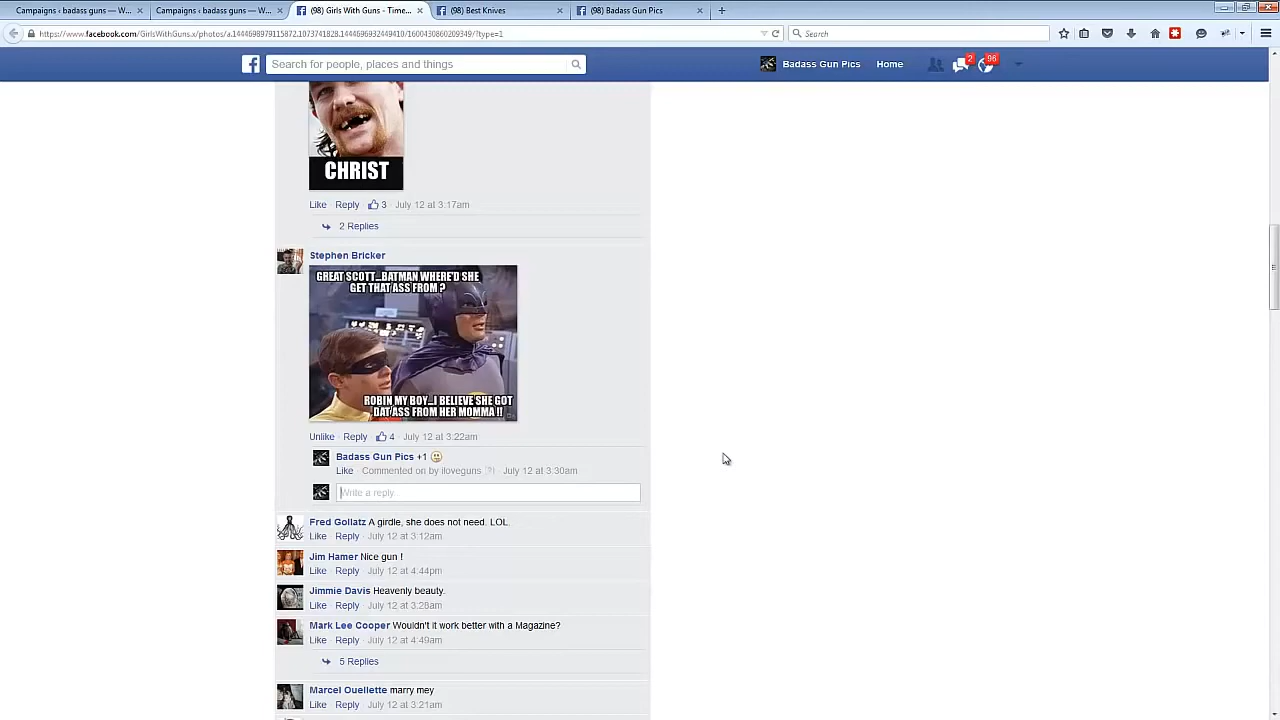 Campaigns ‹ badass guns — W...
Campaigns ‹ badass guns — W...
(98) Girls With Guns - Time...
(98) Best Knives
(98) Badass Gun Pics
https://www.facebook.com/GirlsWithGuns.x/photos/a.1444698979115872.1073741828.1444696932449410/1600430860209349/?type=1
Search
Search for people, places and things
Badass Gun Pics
Home
2
96
CHRIST
Like · Reply · 3 · July 12 at 3:17am
2 Replies
Stephen Bricker
GREAT SCOTT...BATMAN WHERE'D SHE
GET THAT ASS FROM ?
ROBIN MY BOY...I BELIEVE SHE GOT
DAT ASS FROM HER MOMMA !!
Unlike · Reply · 4 · July 12 at 3:22am
Badass Gun Pics +1
Like · Commented on by iloveguns [?] · July 12 at 3:30am
Write a reply
Fred Gollatz A girdle, she does not need. LOL.
Like · Reply · July 12 at 3:12am
Jim Hamer Nice gun !
Like · Reply · July 12 at 4:44pm
Jimmie Davis Heavenly beauty.
Like · Reply · July 12 at 3:28am
Mark Lee Cooper Wouldn't it work better with a Magazine?
Like · Reply · July 12 at 4:49am
5 Replies
Marcel Ouellette marry mey
Like · Reply · July 12 at 3:21am